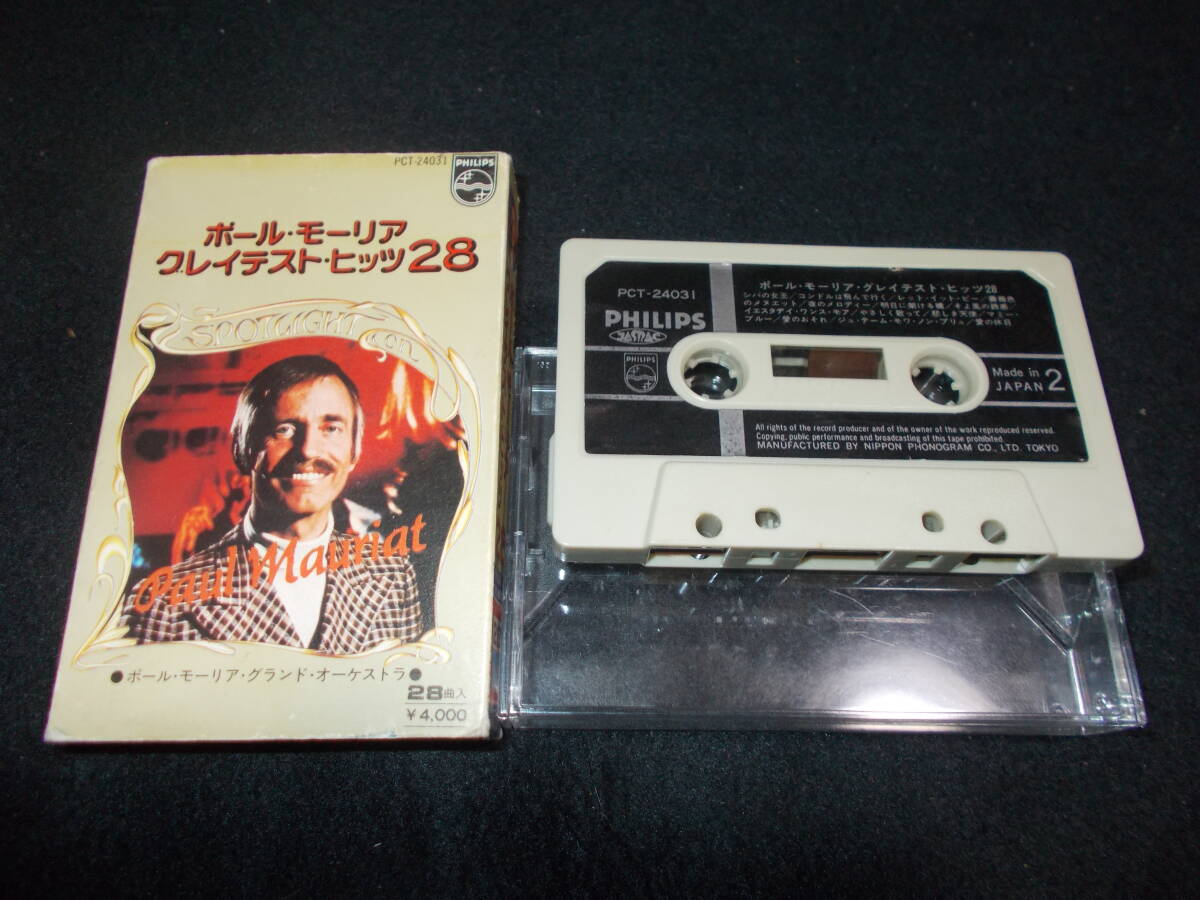 PCT-24031
PHILIPS
ポール・モーリア
グレイテスト・ヒッツ28
SPOTLIGHT on
Paul Mauriat
●ポール・モーリア・グランド・オーケストラ●
28曲入
¥4,000
ポール・モーリア・グレイテスト・ヒッツ28
PCT-24031
シバの女王/コンドルは飛んで行く/レット・イット・ビー/薔薇色
のメヌエット/夜のメロディー/明日に架ける橋/そよ風の誘惑/
イエスタデイ・ワンス・モア/やさしく歌って/悲しき天使/マミー・
ブルー/愛のおそれ/ジュ・テーム・モワ・ノン・プリュ/愛の休日
PHILIPS
JASRAC
PHILIPS
Made in
JAPAN 2
All rights of the record producer and of the owner of the work reproduced reserved.
Copying, public performance and broadcasting of this tape prohibited.
MANUFACTURED BY NIPPON PHONOGRAM CO., LTD. TOKYO